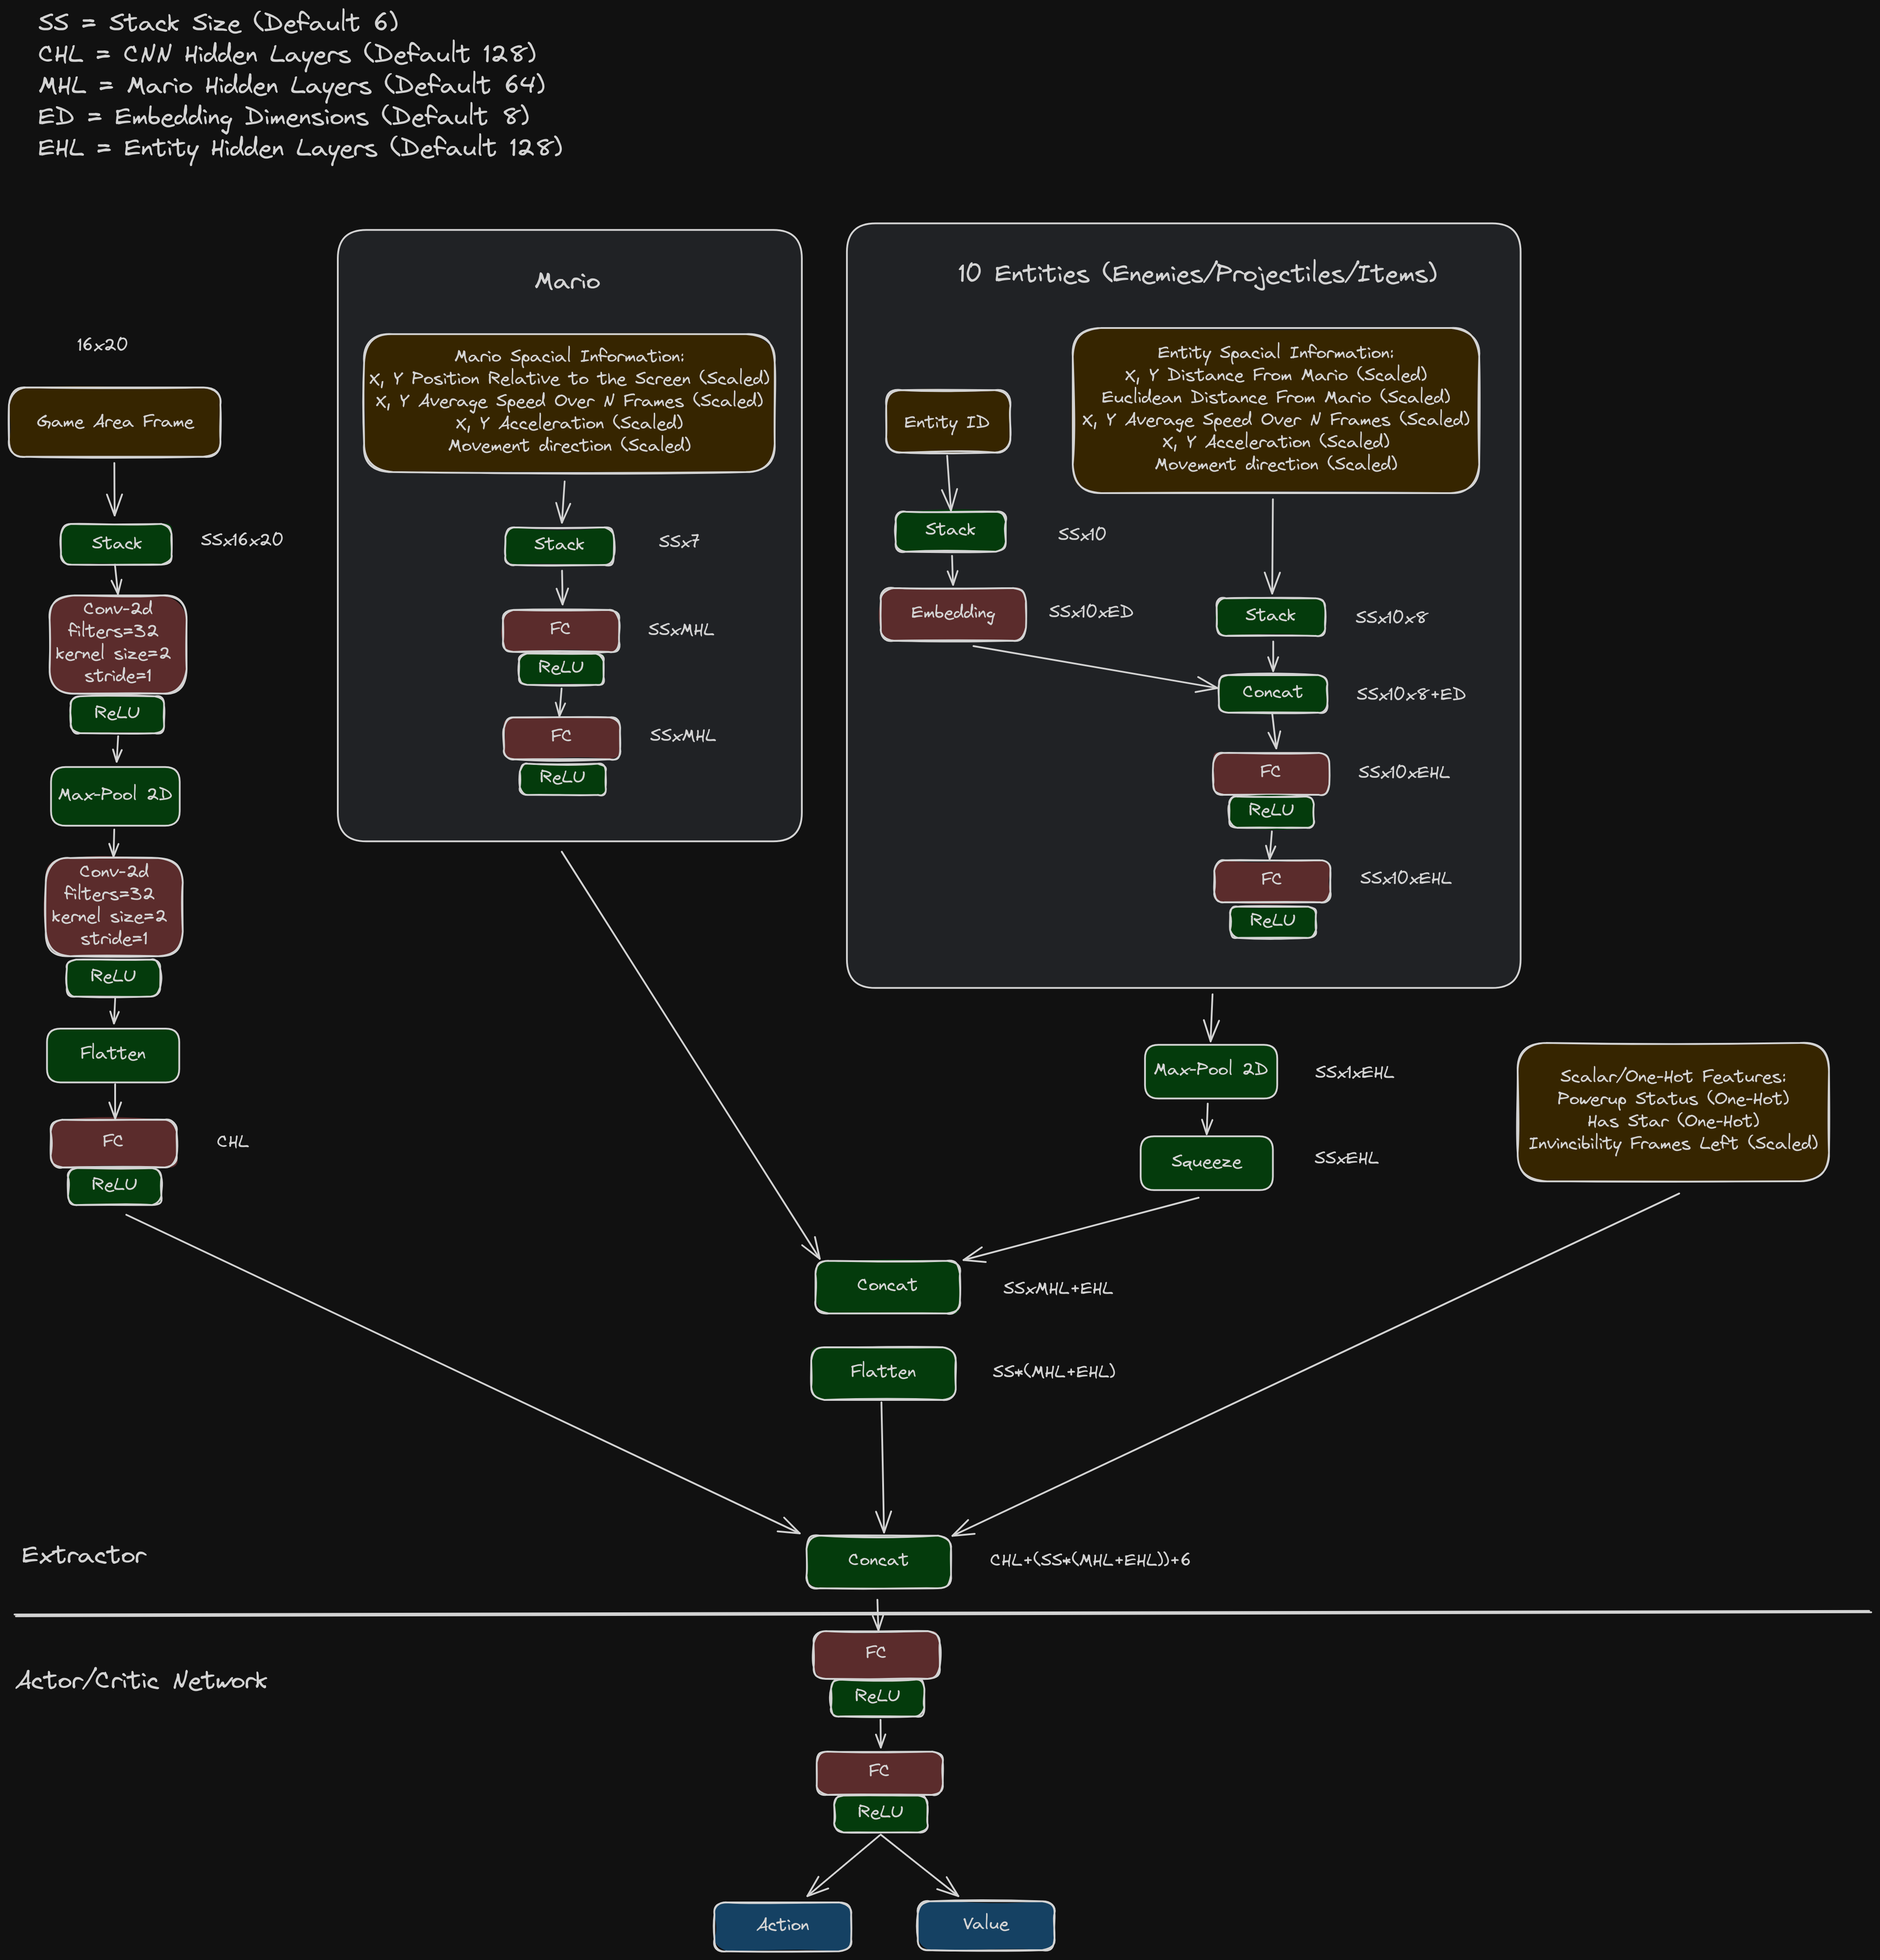 SS = Stack Size (Default 6)
CHL = CNN Hidden Layers (Default 128)
MHL = Mario Hidden Layers (Default 64)
ED = Embedding Dimensions (Default 8)
EHL = Entity Hidden Layers (Default 128)
16x20
Game Area Frame
Stack
SSx16x20
Conv-2d
filters=32
kernel size=2
stride=1
ReLU
Max-Pool 2D
Conv-2d
filters=32
kernel size=2
stride=1
ReLU
Flatten
FC
CHL
ReLU
Mario
Mario Spacial Information:
X, Y Position Relative to the Screen (Scaled)
X, Y Average Speed Over N Frames (Scaled)
X, Y Acceleration (Scaled)
Movement direction (Scaled)
Stack
SSx7
FC
SSxMHL
ReLU
FC
SSxMHL
ReLU
10 Entities (Enemies/Projectiles/Items)
Entity ID
Stack
SSx10
Embedding
SSx10xED
Entity Spacial Information:
X, Y Distance From Mario (Scaled)
Euclidean Distance From Mario (Scaled)
X, Y Average Speed Over N Frames (Scaled)
X, Y Acceleration (Scaled)
Movement direction (Scaled)
Stack
SSx10x8
Concat
SSx10x8+ED
FC
SSx10xEHL
ReLU
FC
SSx10xEHL
ReLU
Max-Pool 2D
SSx1xEHL
Squeeze
SSxEHL
Scalar/One-Hot Features:
Powerup Status (One-Hot)
Has Star (One-Hot)
Invincibility Frames Left (Scaled)
Concat
SSxMHL+EHL
Flatten
SS*(MHL+EHL)
Concat
CHL+(SS*(MHL+EHL))+6
Extractor
Actor/Critic Network
FC
ReLU
FC
ReLU
Action
Value